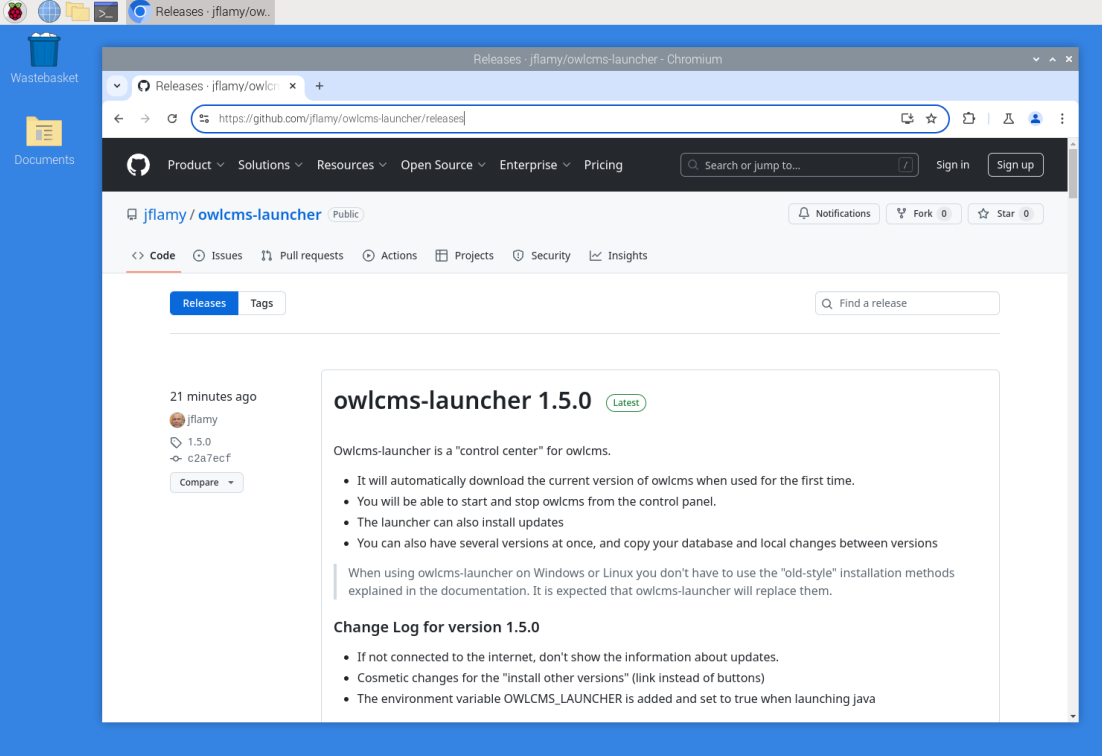 Releases · jflamy/ow..
Wastebasket
Documents
Releases · jflamy/owlcms-launcher - Chromium
Releases · jflamy/owlcn
https://github.com/jflamy/owlcms-launcher/releases
Product Solutions Resources Open Source Enterprise Pricing Search or jump to... / Sign in Sign up
jflamy / owlcms-launcher Public Notifications Fork 0 Star 0
Code Issues Pull requests Actions Projects Security Insights
Releases Tags Find a release
21 minutes ago
jflamy
1.5.0
c2a7ecf
Compare
owlcms-launcher 1.5.0 Latest
Owlcms-launcher is a "control center" for owlcms.
• It will automatically download the current version of owlcms when used for the first time.
• You will be able to start and stop owlcms from the control panel.
• The launcher can also install updates
• You can also have several versions at once, and copy your database and local changes between versions
When using owlcms-launcher on Windows or Linux you don't have to use the "old-style" installation methods
explained in the documentation. It is expected that owlcms-launcher will replace them.
Change Log for version 1.5.0
• If not connected to the internet, don't show the information about updates.
• Cosmetic changes for the "install other versions" (link instead of buttons)
• The environment variable OWLCMS_LAUNCHER is added and set to true when launching java